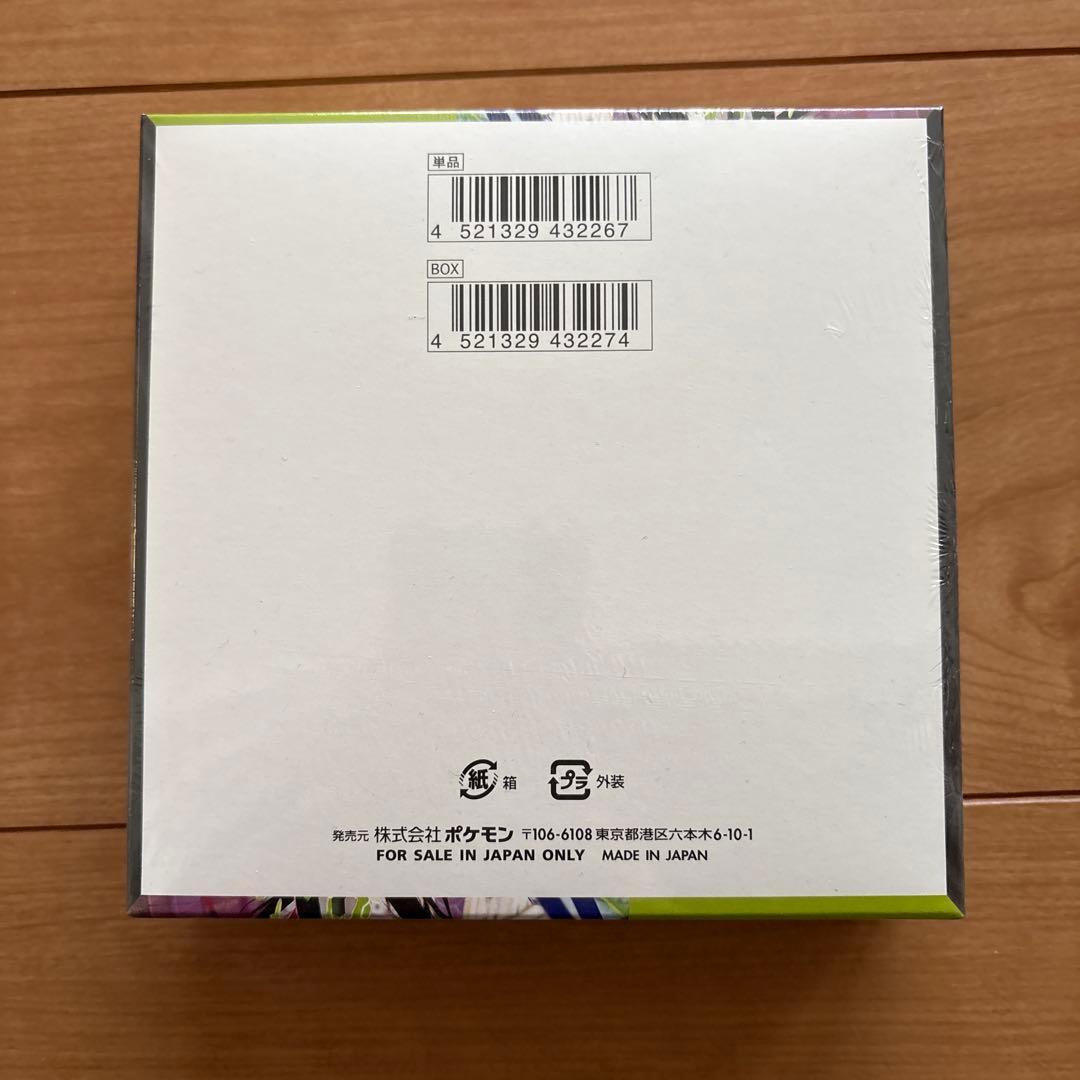 単品
4 521329 432267
BOX
4 521329 432274
紙 箱 プラ 外装
発売元 株式会社 ポケモン 〒106-6108 東京都港区六本木6-10-1
FOR SALE IN JAPAN ONLY MADE IN JAPAN